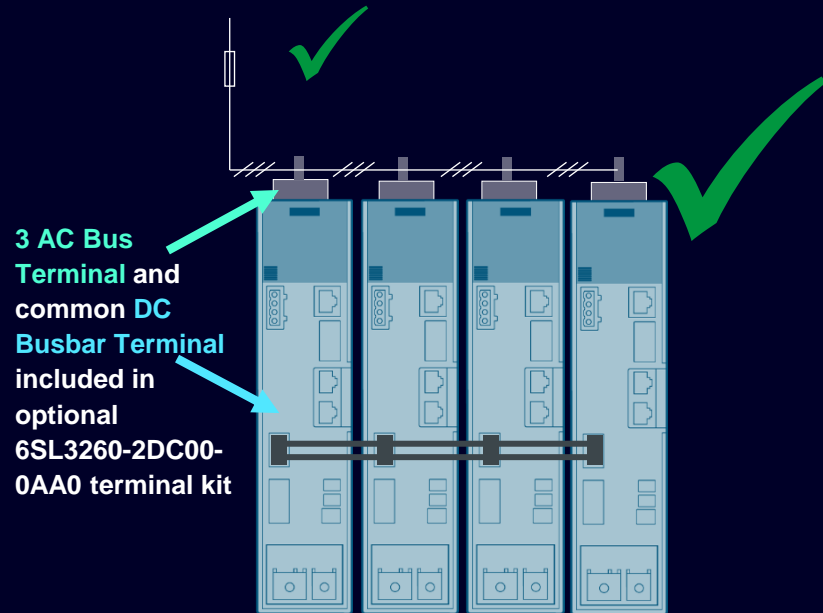 3 AC Bus
Terminal and
common DC
Busbar Terminal
included in
optional
6SL3260-2DC00-
0AA0 terminal kit